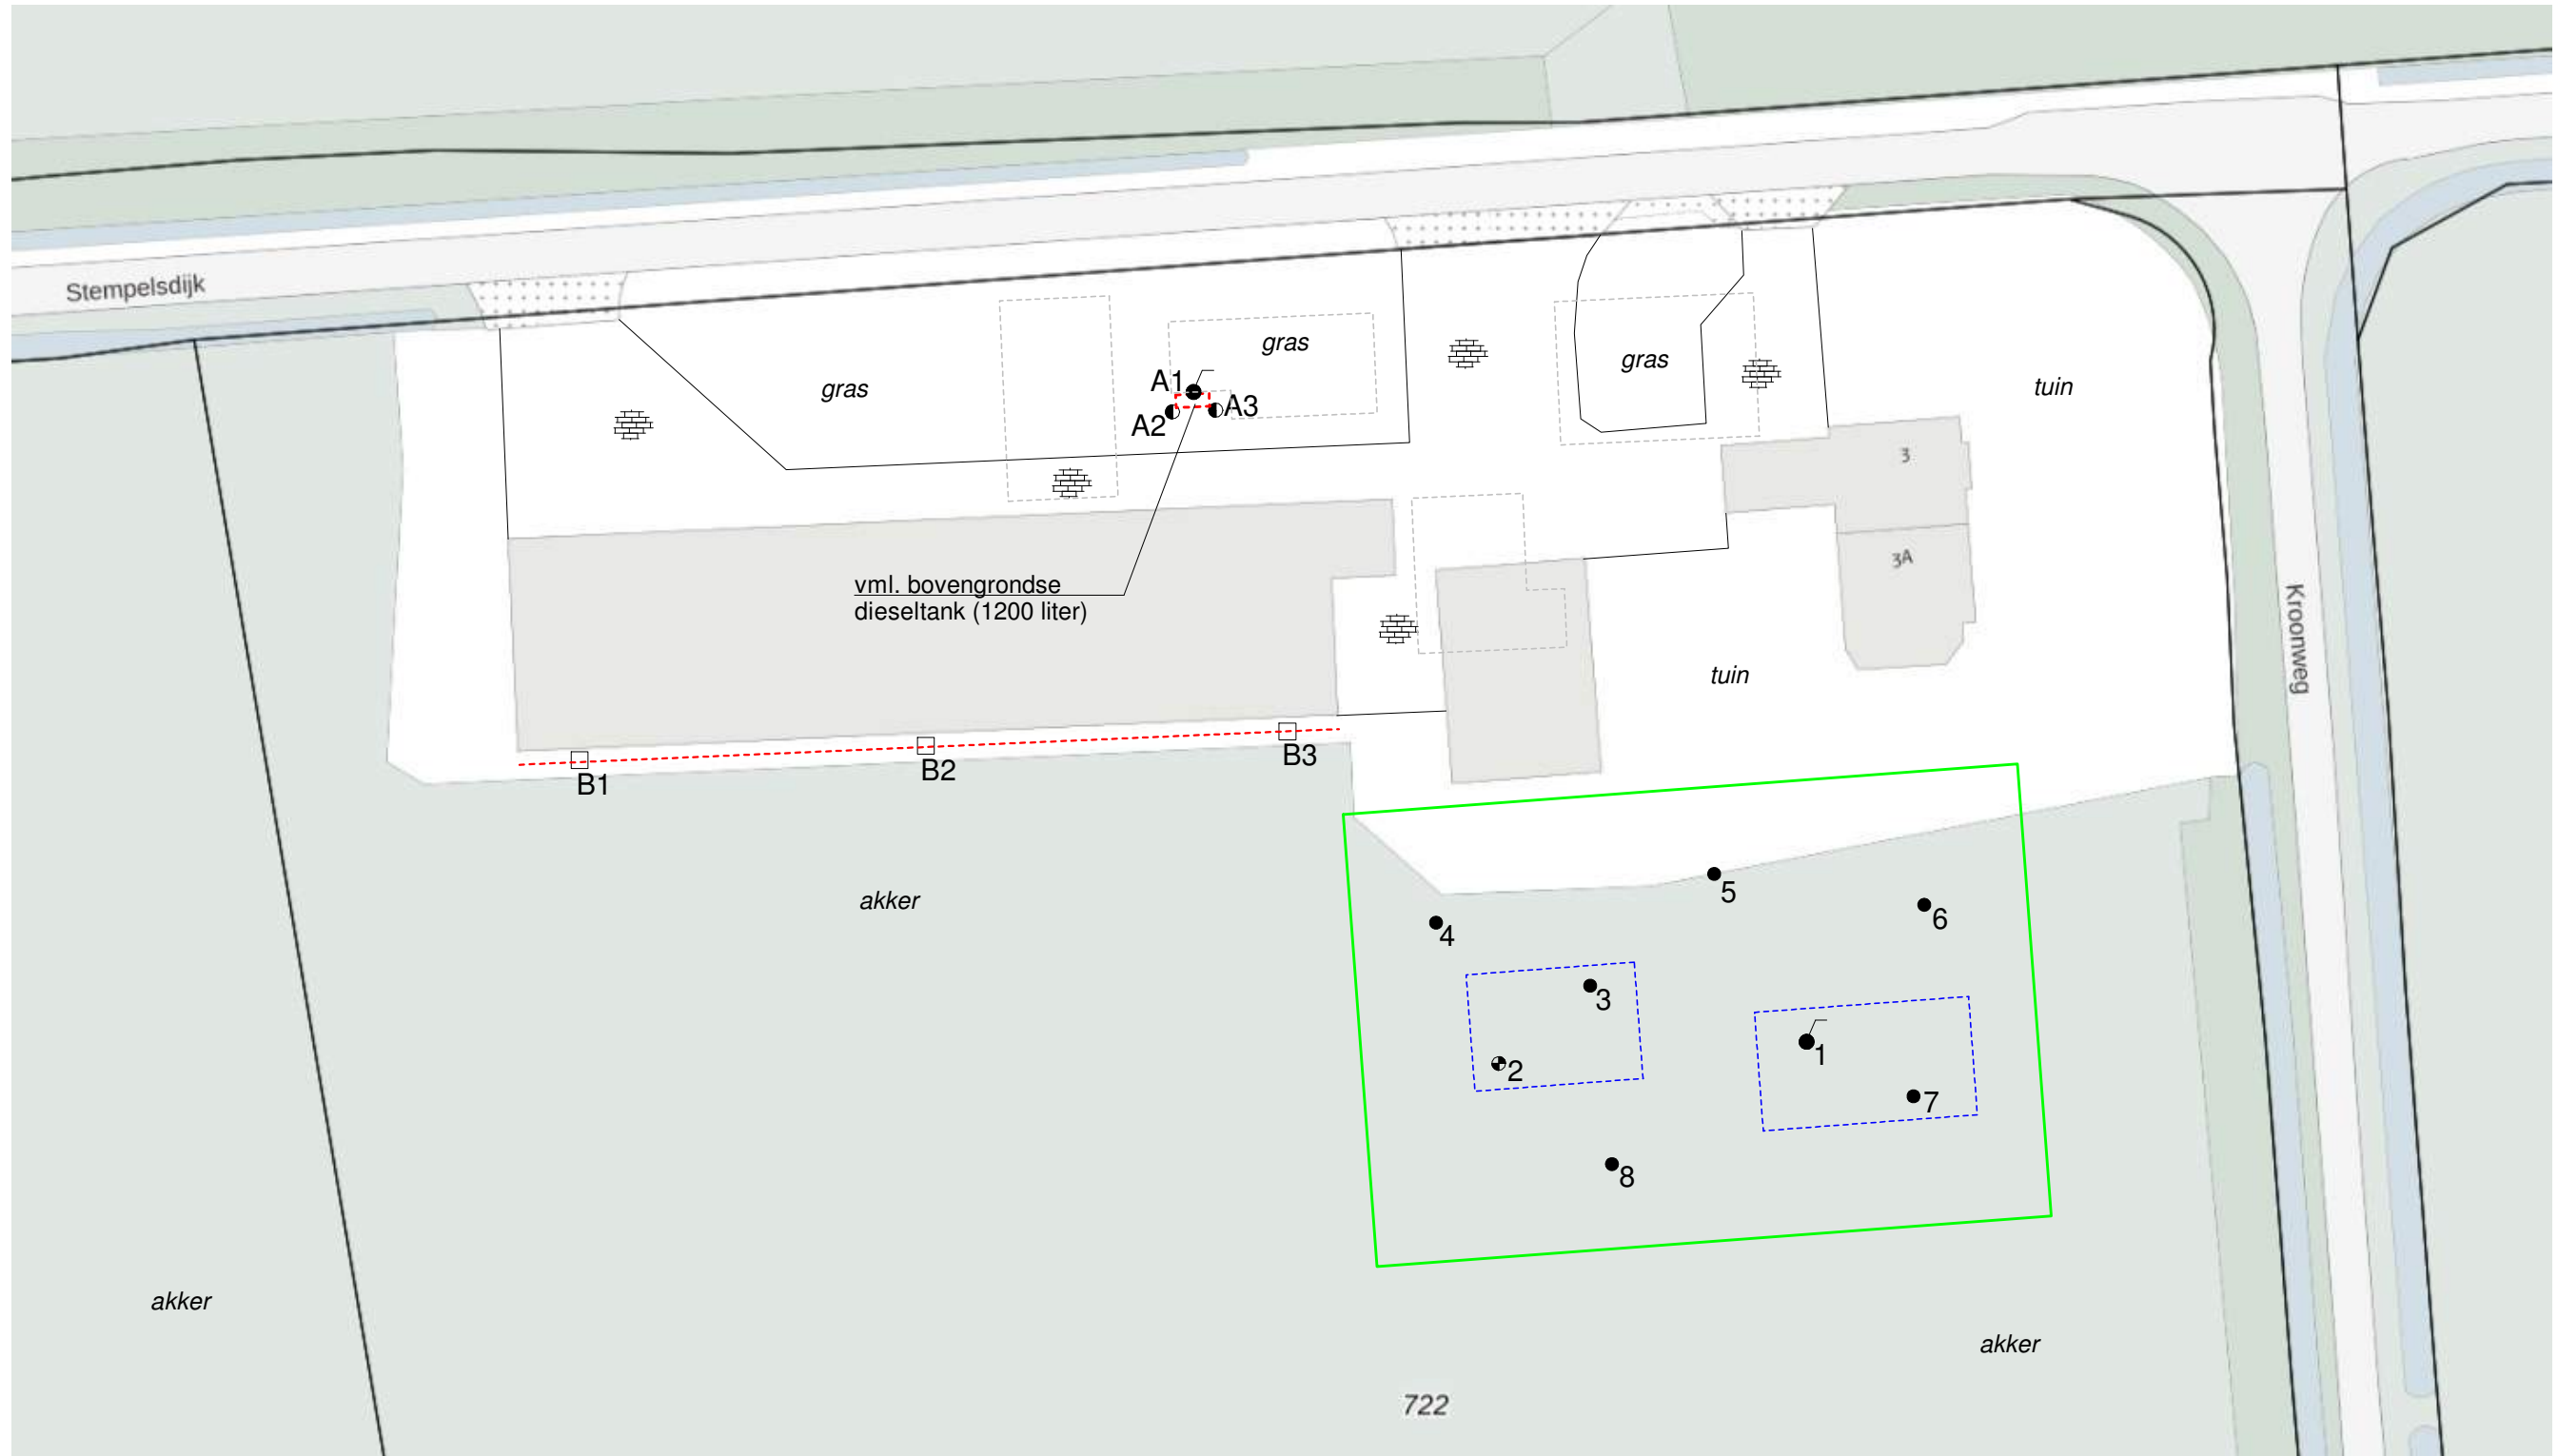 Stempelsdijk
gras
gras
gras
tuin
A1
A2
A3
3
3A
vml. bovengrondse
dieseltank (1200 liter)
Kroonweg
tuin
B1
B2
B3
akker
5
6
4
3
2
1
7
8
akker
akker
722